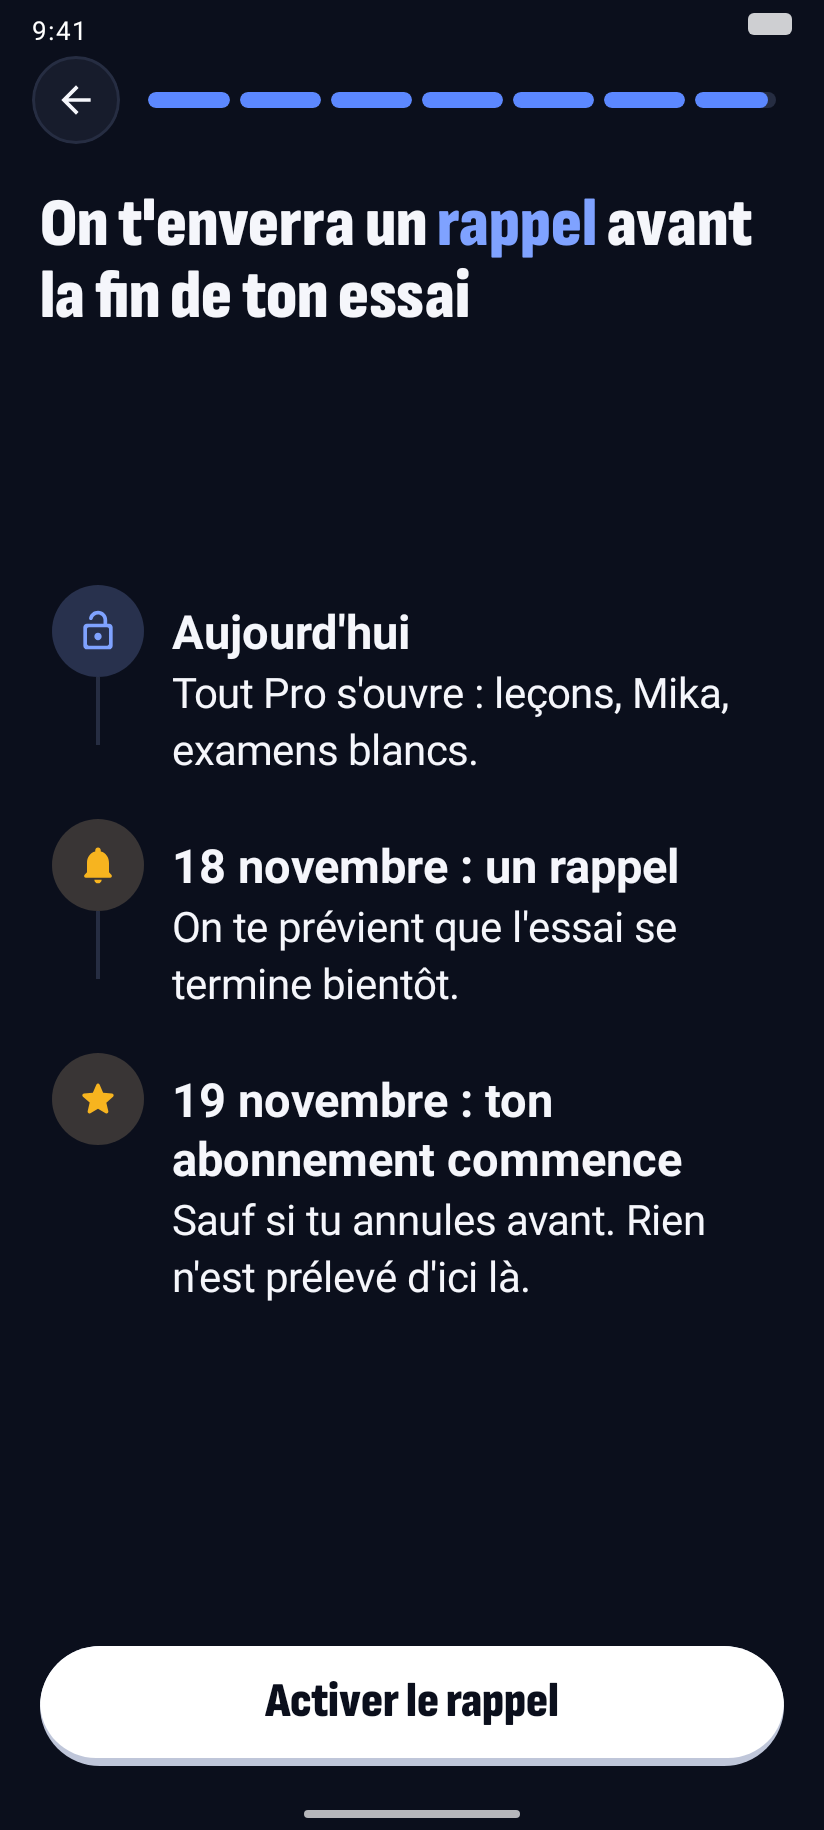 9:41
On t'enverra un rappel avant
la fin de ton essai
Aujourd'hui
Tout Pro s'ouvre : leçons, Mika,
examens blancs.
18 novembre : un rappel
On te prévient que l'essai se
termine bientôt.
19 novembre : ton
abonnement commence
Sauf si tu annules avant. Rien
n'est prélevé d'ici là.
Activer le rappel